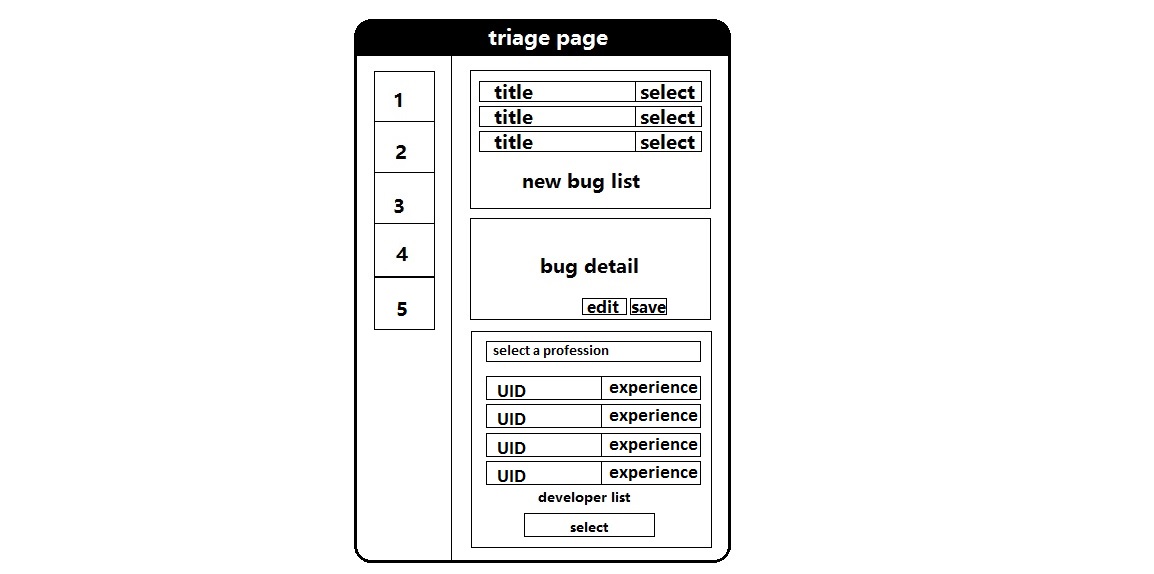 triage page
1
2
3
4
5
title select
title select
title select
new bug list
bug detail
edit save
select a profession
UID experience
UID experience
UID experience
UID experience
developer list
select